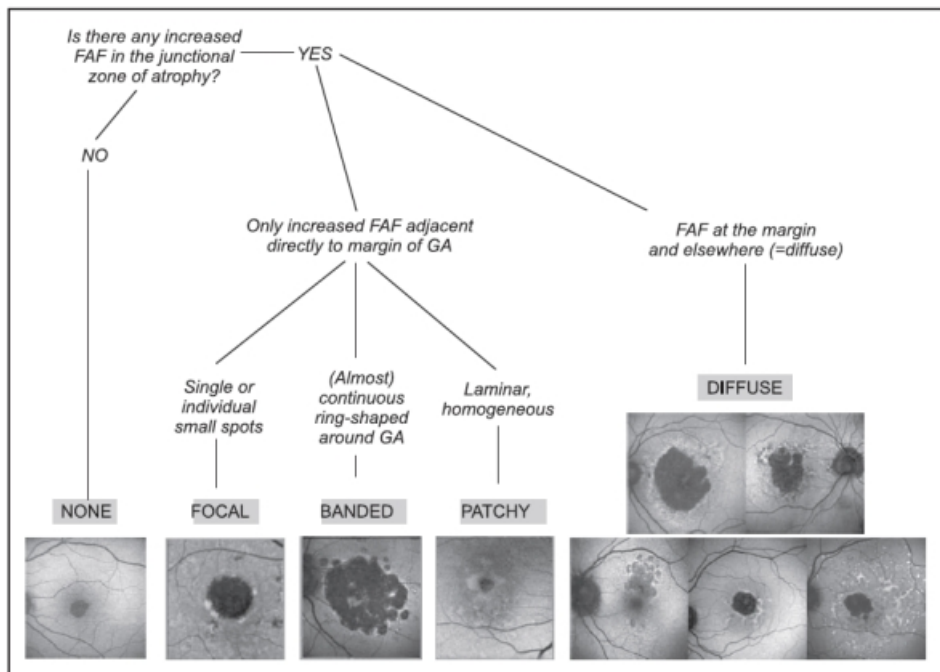 Is there any increased
FAF in the junctional
zone of atrophy?
YES
NO
Only increased FAF adjacent
directly to margin of GA
FAF at the margin
and elsewhere (=diffuse)
Single or
individual
small spots
(Almost)
continuous
ring-shaped
around GA
Laminar,
homogeneous
DIFFUSE
NONE
FOCAL
BANDED
PATCHY